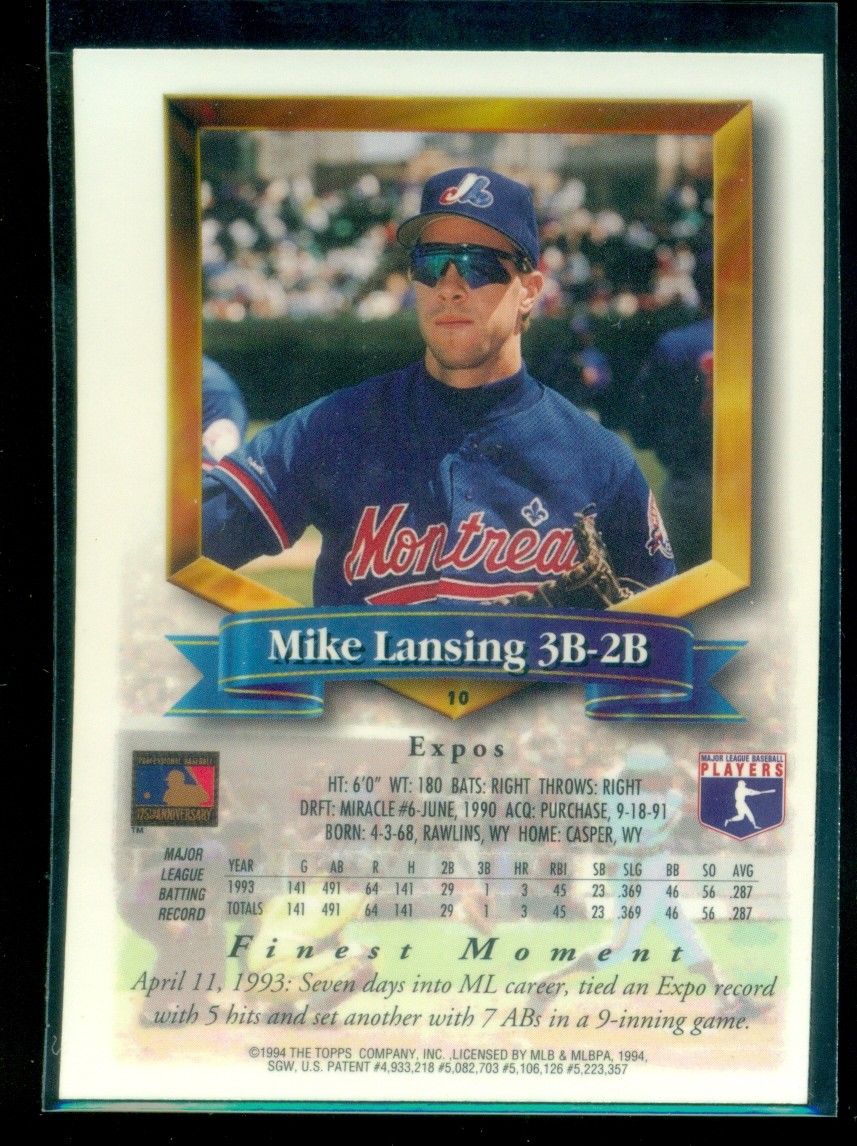 Montreal
Mike Lansing 3B-2B
10
Expos
PROFESSIONAL BASEBALL
125th ANNIVERSARY
TM
MAJOR LEAGUE BASEBALL
PLAYERS
HT: 6'0" WT: 180 BATS: RIGHT THROWS: RIGHT
DRFT: MIRACLE #6-JUNE, 1990 ACQ: PURCHASE, 9-18-91
BORN: 4-3-68, RAWLINS, WY HOME: CASPER, WY
MAJOR
LEAGUE
BATTING
RECORD
YEAR G AB R H 2B 3B HR RBI SB SLG BB SO AVG
1993 141 491 64 141 29 1 3 45 23 .369 46 56 .287
TOTALS 141 491 64 141 29 1 3 45 23 .369 46 56 .287
Finest Moment
April 11, 1993: Seven days into ML career, tied an Expo record
with 5 hits and set another with 7 ABs in a 9-inning game.
©1994 THE TOPPS COMPANY, INC. ,LICENSED BY MLB & MLBPA, 1994,
SGW, U.S. PATENT #4,933,218 #5,082,703 #5,106,126 #5,223,357